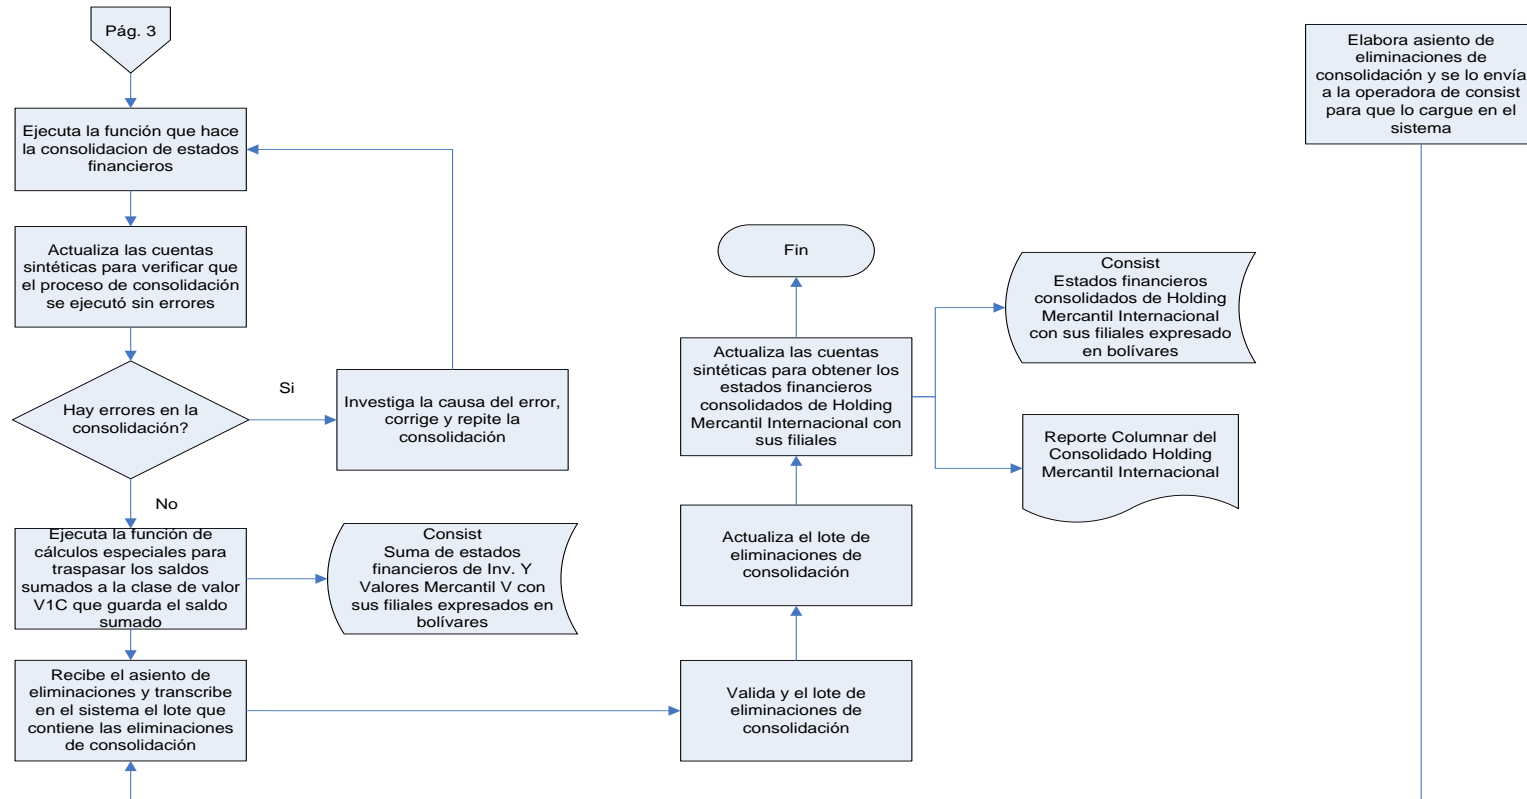 Pág. 3
Ejecuta la función que hace
la consolidacion de estados
financieros
Actualiza las cuentas
sintéticas para verificar que
el proceso de consolidación
se ejecutó sin errores
Hay errores en la
consolidación?
Si
Investiga la causa del error,
corrige y repite la
consolidación
No
Ejecuta la función de
cálculos especiales para
traspasar los saldos
sumados a la clase de valor
V1C que guarda el saldo
sumado
Consist
Suma de estados
financieros de Inv. Y
Valores Mercantil V con
sus filiales expresados en
bolívares
Recibe el asiento de
eliminaciones y transcribe
en el sistema el lote que
contiene las eliminaciones
de consolidación
Valida y el lote de
eliminaciones de
consolidación
Actualiza el lote de
eliminaciones de
consolidación
Actualiza las cuentas
sintéticas para obtener los
estados financieros
consolidados de Holding
Mercantil Internacional con
sus filiales
Fin
Consist
Estados financieros
consolidados de Holding
Mercantil Internacional
con sus filiales expresado
en bolívares
Reporte Columnar del
Consolidado Holding
Mercantil Internacional
Elabora asiento de
eliminaciones de
consolidación y se lo envía
a la operadora de consist
para que lo cargue en el
sistema